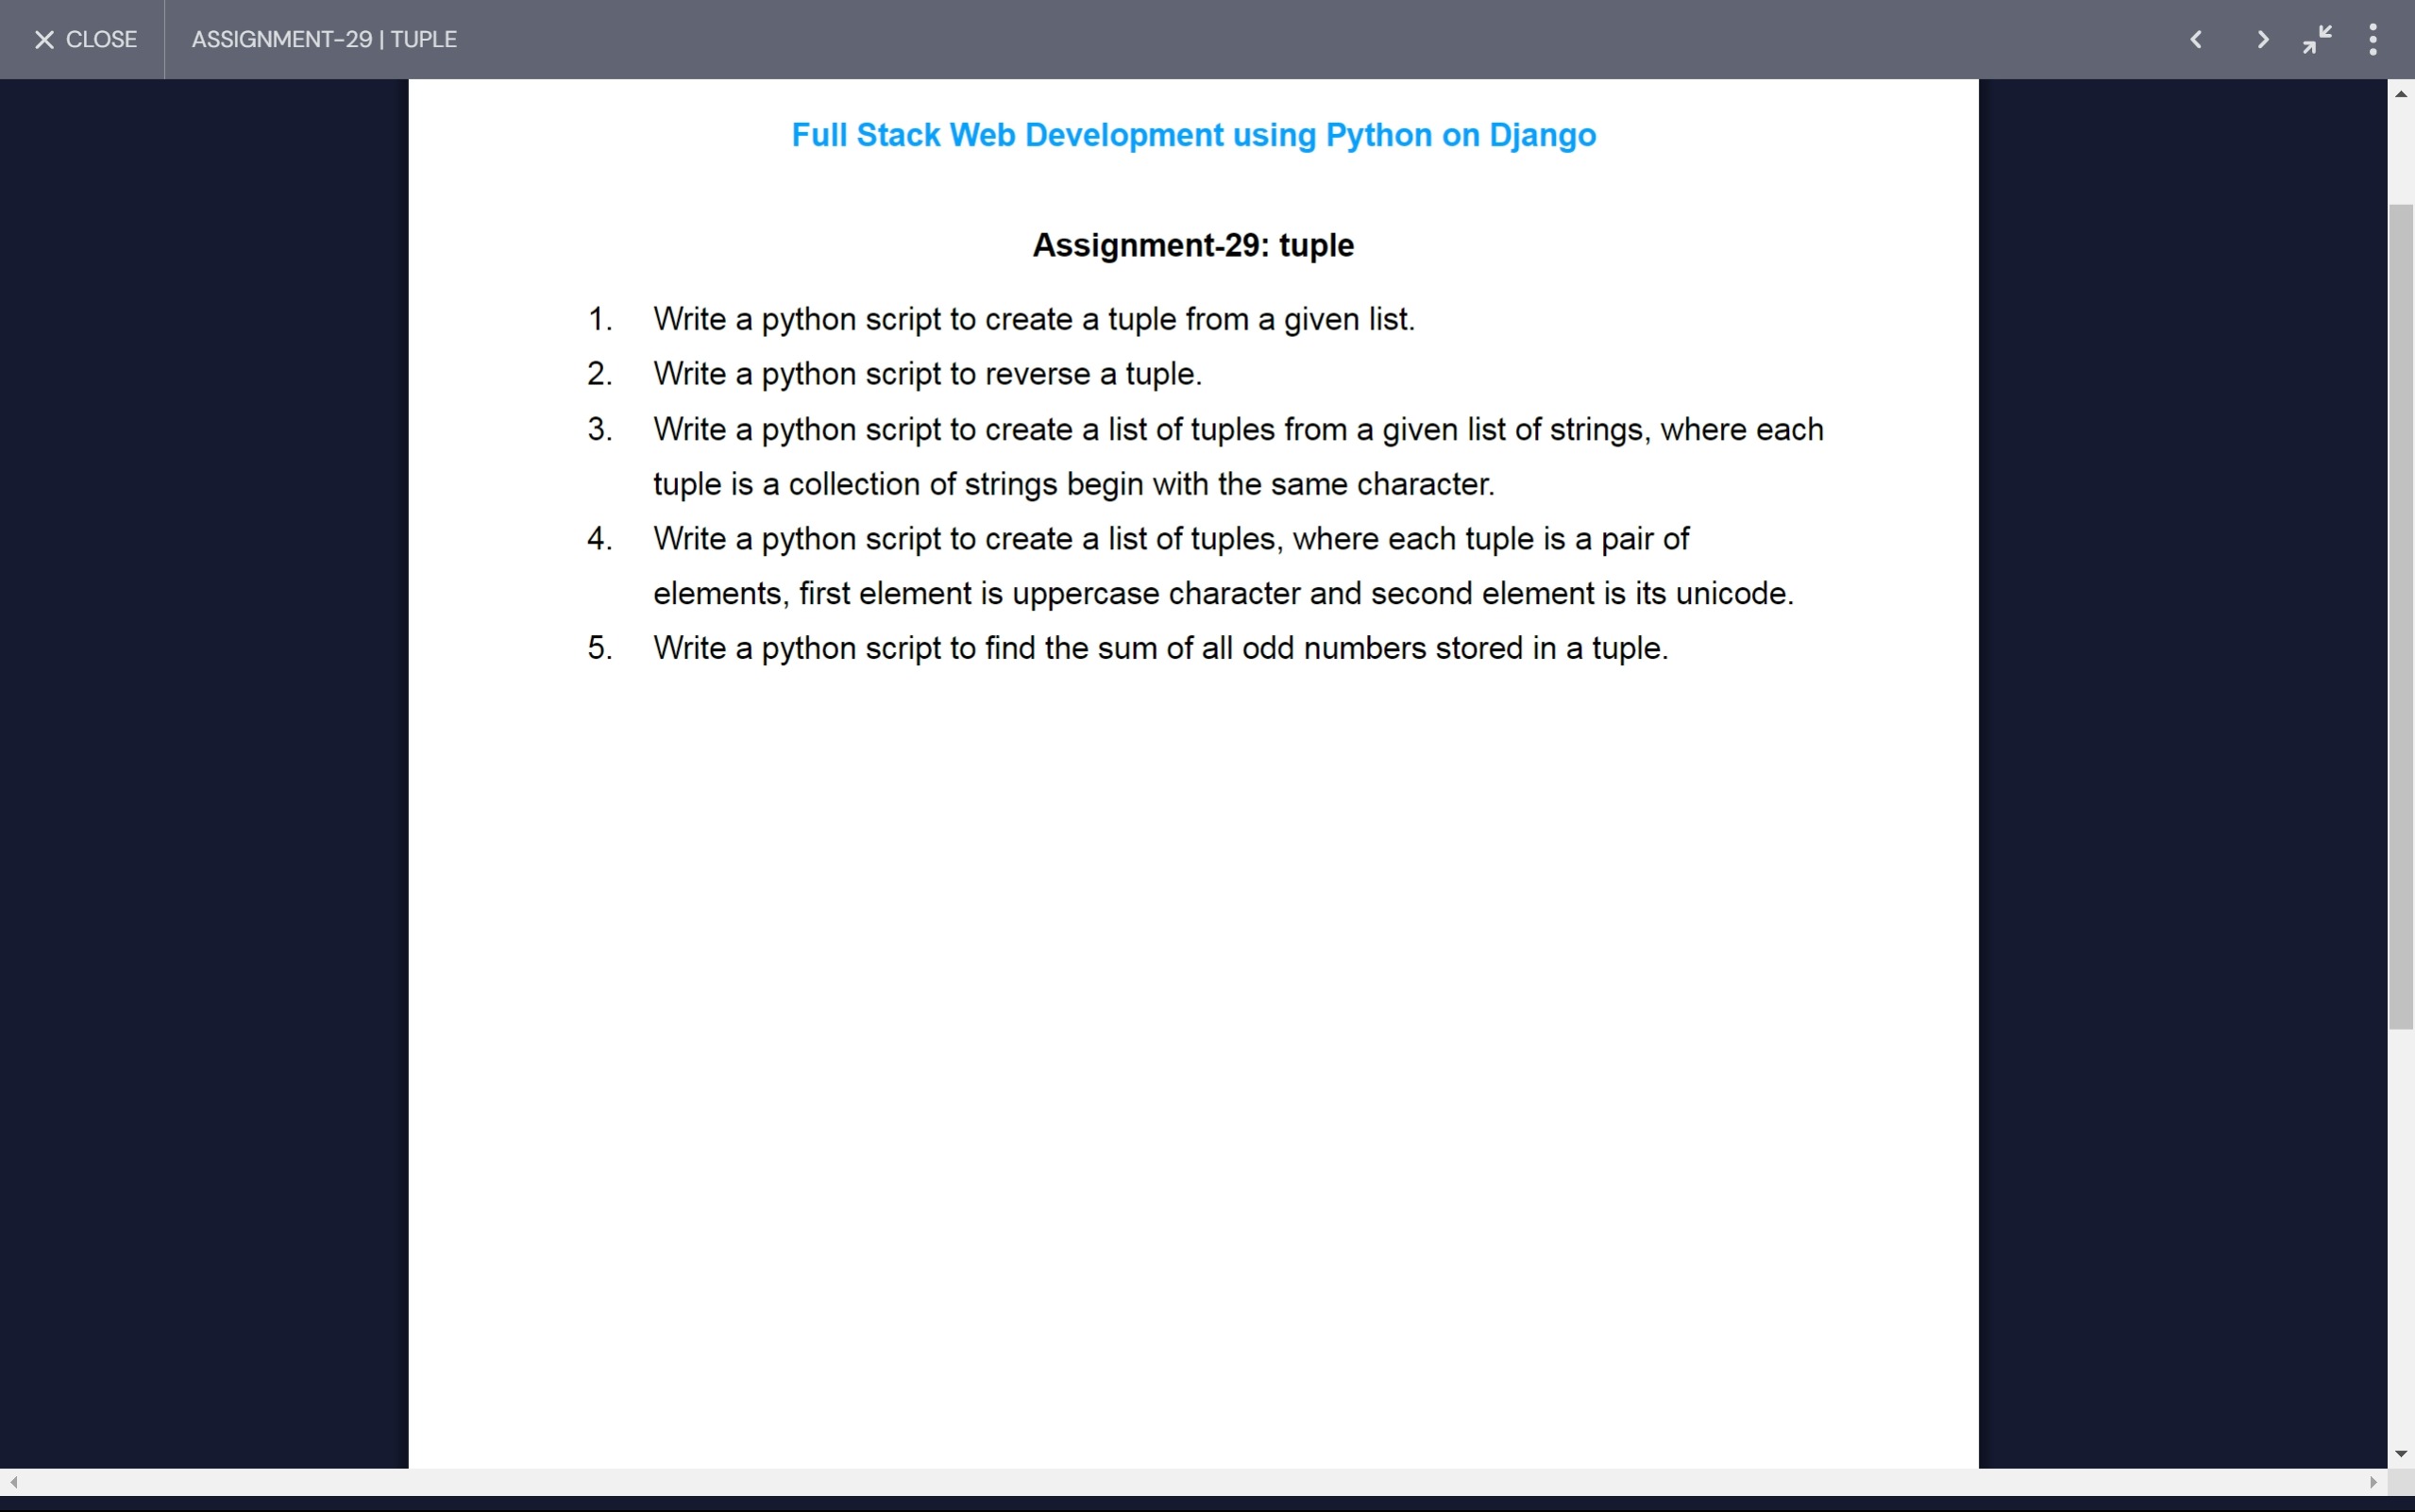 CLOSE ASSIGNMENT-29 | TUPLE
Full Stack Web Development using Python on Django
Assignment-29: tuple
1. Write a python script to create a tuple from a given list.
2. Write a python script to reverse a tuple.
3. Write a python script to create a list of tuples from a given list of strings, where each
tuple is a collection of strings begin with the same character.
4. Write a python script to create a list of tuples, where each tuple is a pair of
elements, first element is uppercase character and second element is its unicode.
5. Write a python script to find the sum of all odd numbers stored in a tuple.